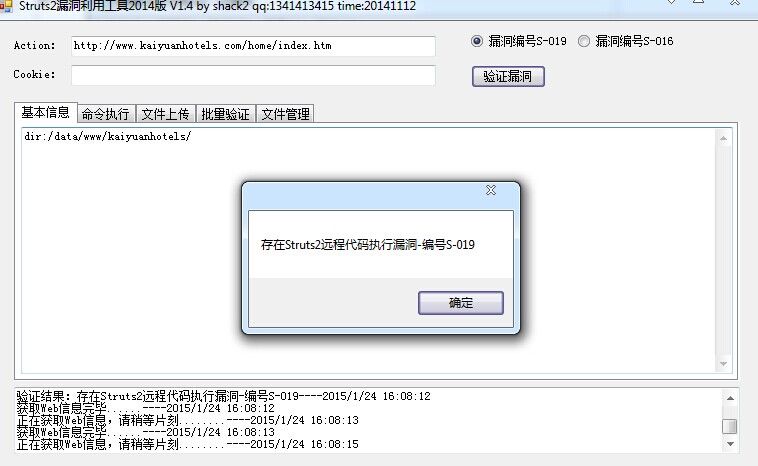 Struts2漏洞利用工具2014版 V1.4 by shack2 qq:1341413415 time:20141112
Action: http://www.kaiyuanhotels.com/home/index.htm 漏洞编号S-019 漏洞编号S-016
Cookie: 验证漏洞
基本信息 命令执行 文件上传 批量验证 文件管理
dir:/data/www/kaiyuanhotels/
存在Struts2远程代码执行漏洞-编号S-019
确定
验证结果：存在Struts2远程代码执行漏洞-编号S-019----2015/1/24 16:08:12
获取Web信息完毕......----2015/1/24 16:08:12
正在获取Web信息，请稍等片刻........----2015/1/24 16:08:13
获取Web信息完毕......----2015/1/24 16:08:13
正在获取Web信息，请稍等片刻........----2015/1/24 16:08:15